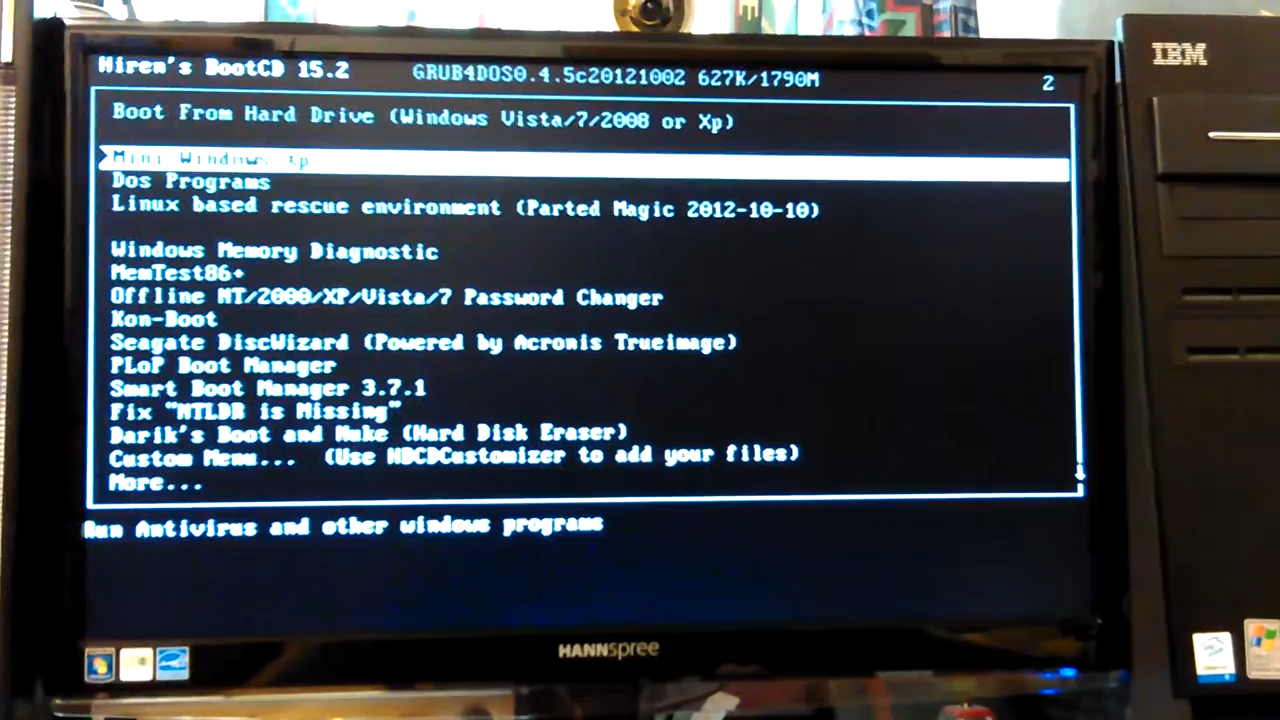 Hiren's BootCD 15.2 GRUB4DOS0.4.5c20121002 627K/1790M 2
IBM
Boot From Hard Drive (Windows Vista/7/2008 or Xp)
Mini Windows Xp
Dos Programs
Linux based rescue environment (Parted Magic 2012-10-10)
Windows Memory Diagnostic
MemTest86+
Offline NT/2000/XP/Vista/7 Password Changer
Kon-Boot
Seagate DiscWizard (Powered by Acronis Trueimage)
PLoP Boot Manager
Smart Boot Manager 3.7.1
Fix "NTLDR is Missing"
Darik's Boot and Nuke (Hard Disk Eraser)
Custom Menu... (Use HBCDCustomizer to add your files)
More...
Run Antivirus and other windows programs
HANNspree